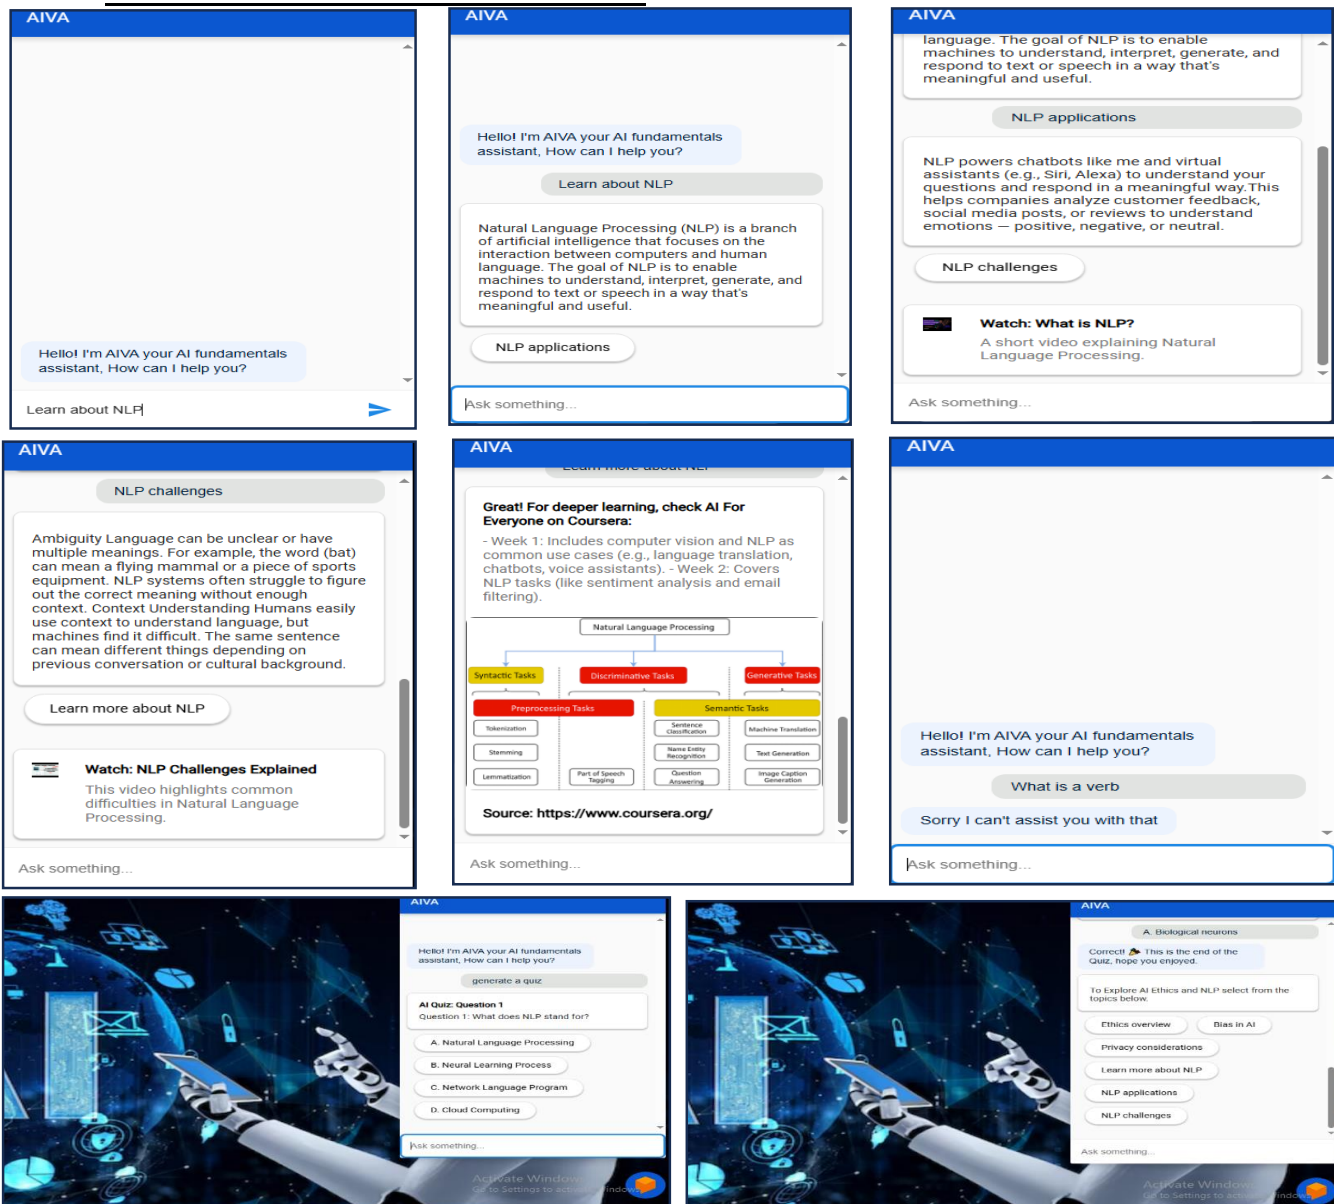 AIVA
Hello! I'm AIVA your AI fundamentals
assistant, How can I help you?
Learn about NLP
AIVA
Hello! I'm AIVA your AI fundamentals
assistant, How can I help you?
Learn about NLP
Natural Language Processing (NLP) is a branch
of artificial intelligence that focuses on the
interaction between computers and human
language. The goal of NLP is to enable
machines to understand, interpret, generate, and
respond to text or speech in a way that's
meaningful and useful.
NLP applications
Ask something...
AIVA
language. The goal of NLP is to enable
machines to understand, interpret, generate, and
respond to text or speech in a way that's
meaningful and useful.
NLP applications
NLP powers chatbots like me and virtual
assistants (e.g., Siri, Alexa) to understand your
questions and respond in a meaningful way.This
helps companies analyze customer feedback,
social media posts, or reviews to understand
emotions — positive, negative, or neutral.
NLP challenges
Watch: What is NLP?
A short video explaining Natural
Language Processing.
Ask something...
AIVA
NLP challenges
Ambiguity Language can be unclear or have
multiple meanings. For example, the word (bat)
can mean a flying mammal or a piece of sports
equipment. NLP systems often struggle to figure
out the correct meaning without enough
context. Context Understanding Humans easily
use context to understand language, but
machines find it difficult. The same sentence
can mean different things depending on
previous conversation or cultural background.
Learn more about NLP
Watch: NLP Challenges Explained
This video highlights common
difficulties in Natural Language
Processing.
Ask something...
AIVA
Learn more about NLP
Great! For deeper learning, check AI For
Everyone on Coursera:
- Week 1: Includes computer vision and NLP as
common use cases (e.g., language translation,
chatbots, voice assistants). - Week 2: Covers
NLP tasks (like sentiment analysis and email
filtering).
Natural Language Processing
Syntactic Tasks
Discriminative Tasks
Generative Tasks
Preprocessing Tasks
Semantic Tasks
Tokenization
Sentence
Classification
Machine Translation
Stemming
Name Entity
Recognition
Text Generation
Lemmatization
Part of Speech
Tagging
Question
Answering
Image Caption
Generation
Source: https://www.coursera.org/
Ask something...
AIVA
Hello! I'm AIVA your AI fundamentals
assistant, How can I help you?
What is a verb
Sorry I can't assist you with that
Ask something...
AIVA
Hello! I'm AIVA your AI fundamentals
assistant, How can I help you?
generate a quiz
AI Quiz: Question 1
Question 1: What does NLP stand for?
A. Natural Language Processing
B. Neural Learning Process
C. Network Language Program
D. Cloud Computing
Ask something...
Activate Windows
Go to Settings to activate Windows
AIVA
A. Biological neurons
Correct! 🎉 This is the end of the
Quiz, hope you enjoyed.
To Explore AI Ethics and NLP select from the
topics below.
Ethics overview
Bias in AI
Privacy considerations
Learn more about NLP
NLP applications
NLP challenges
Ask something...
Activate Windows
Go to Settings to activate Windows